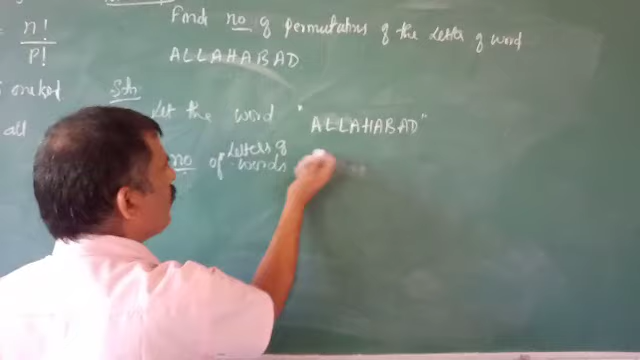 = n!
P!
Find no of permutations of the letter of word
ALLAHABAD.
Soln
Let the word "ALLAHABAD"
all
no of Letters of
words